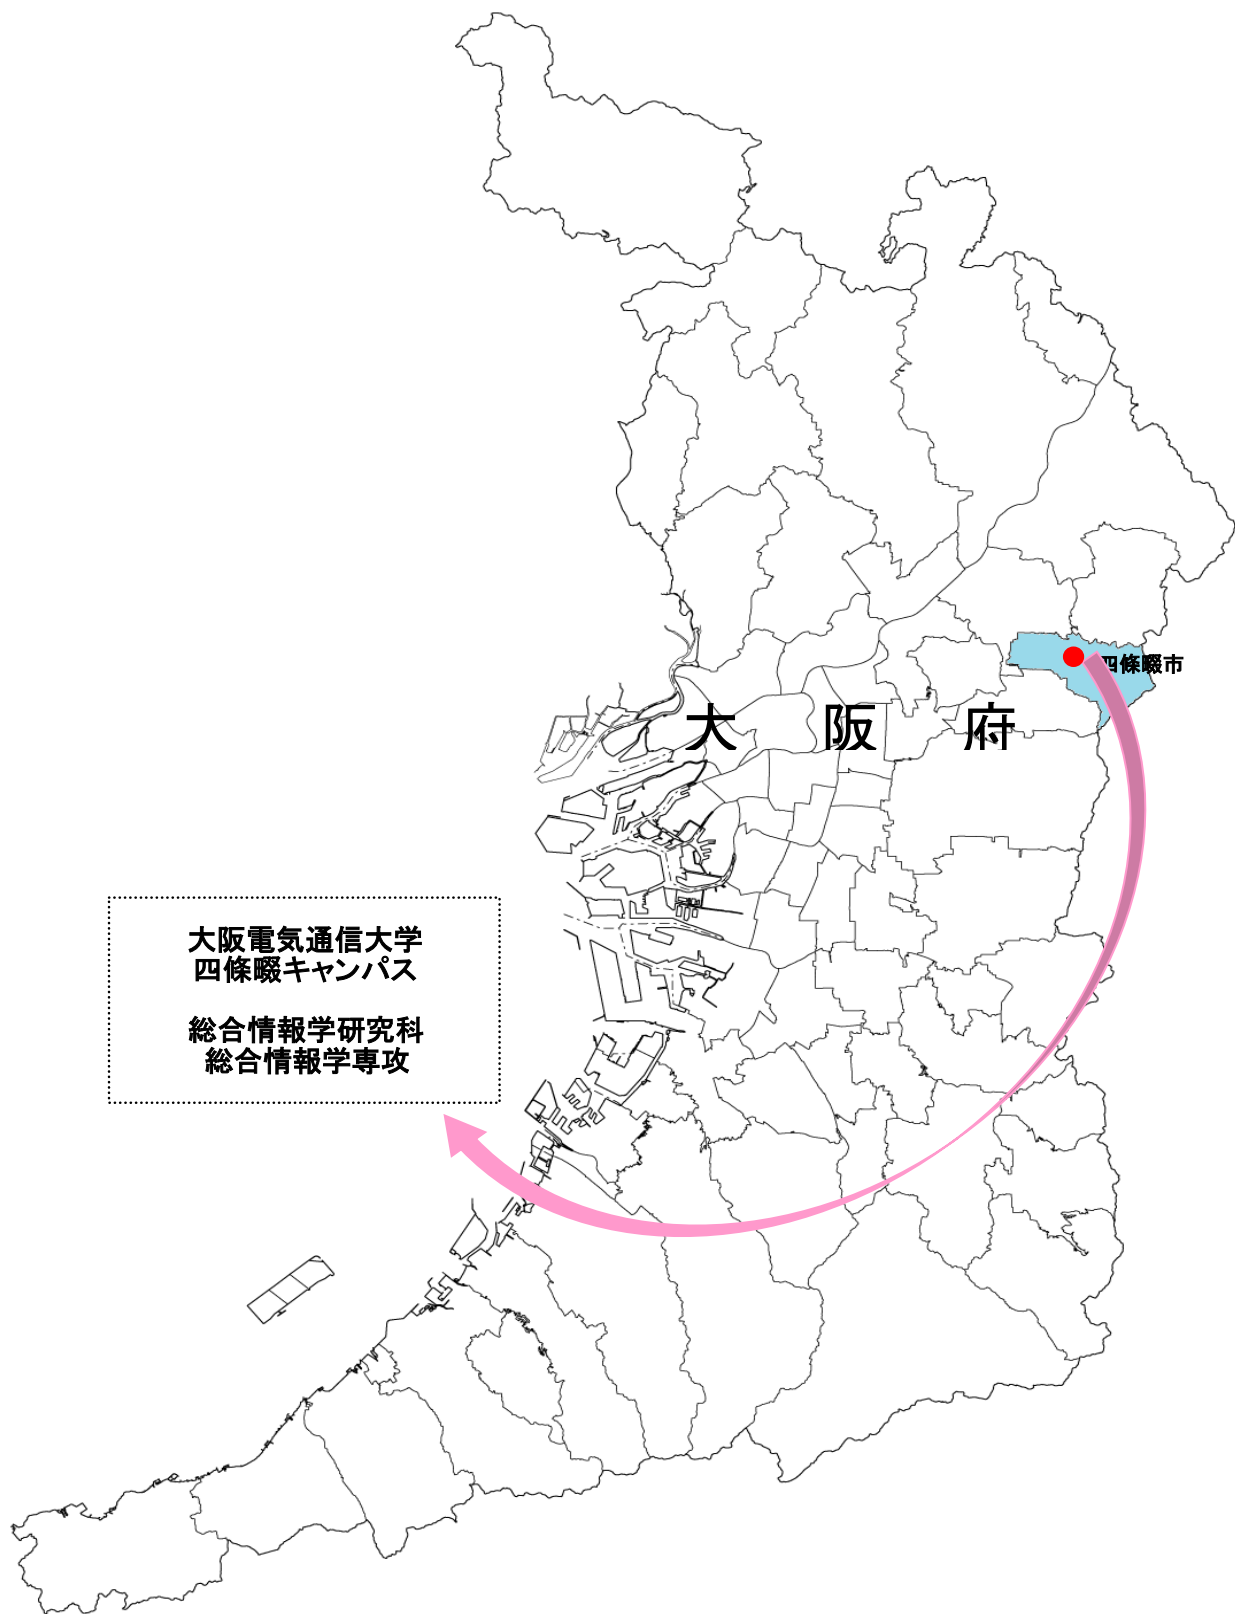 四條畷市
大阪府
大阪電気通信大学
四條畷キャンパス
総合情報学研究科
総合情報学専攻